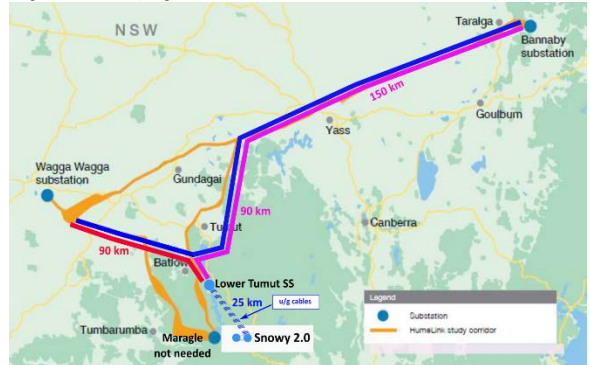 NSW
Taralga
Bannaby
substation
150 km
Goulburn
Yass
Wagga Wagga
substation
Gundagai
90 km
Tumut
Canberra
90 km
Batlow
Lower Tumut SS
25 km
u/g cables
Legend
Substation
HumeLink study corridor
Tumbarumba
Maragle
not needed
Snowy 2.0